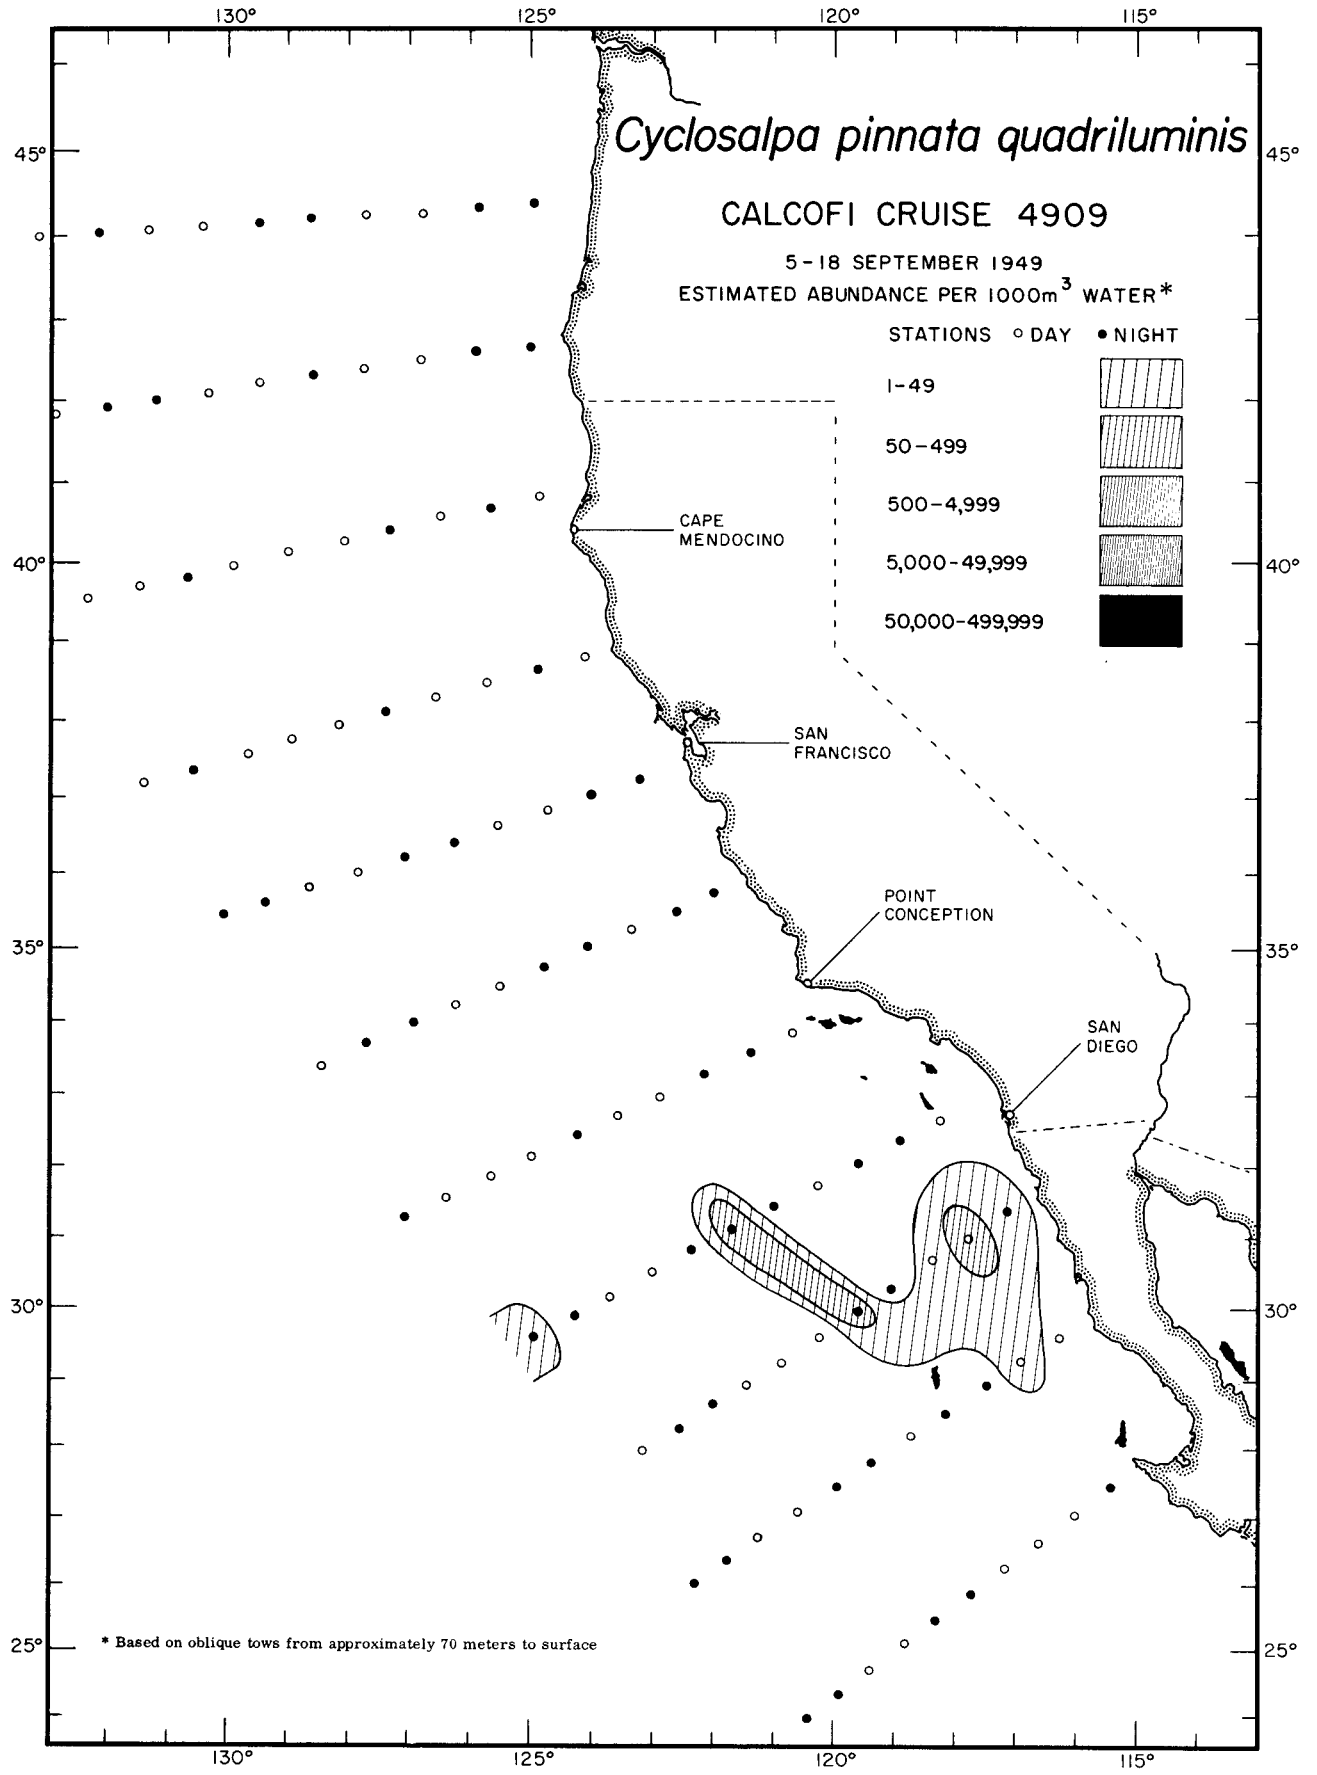 130° 125° 120° 115°
Cyclosalpa pinnata quadriluminis
45° 45°
CALCOFI CRUISE 4909
5-18 SEPTEMBER 1949
ESTIMATED ABUNDANCE PER 1000m³ WATER*
STATIONS ○ DAY ● NIGHT
1-49
50-499
500-4,999
CAPE
MENDOCINO
5,000-49,999
40° 40°
50,000-499,999
SAN
FRANCISCO
POINT
CONCEPTION
35° 35°
SAN
DIEGO
30° 30°
* Based on oblique tows from approximately 70 meters to surface
25° 25°
130° 125° 120° 115°